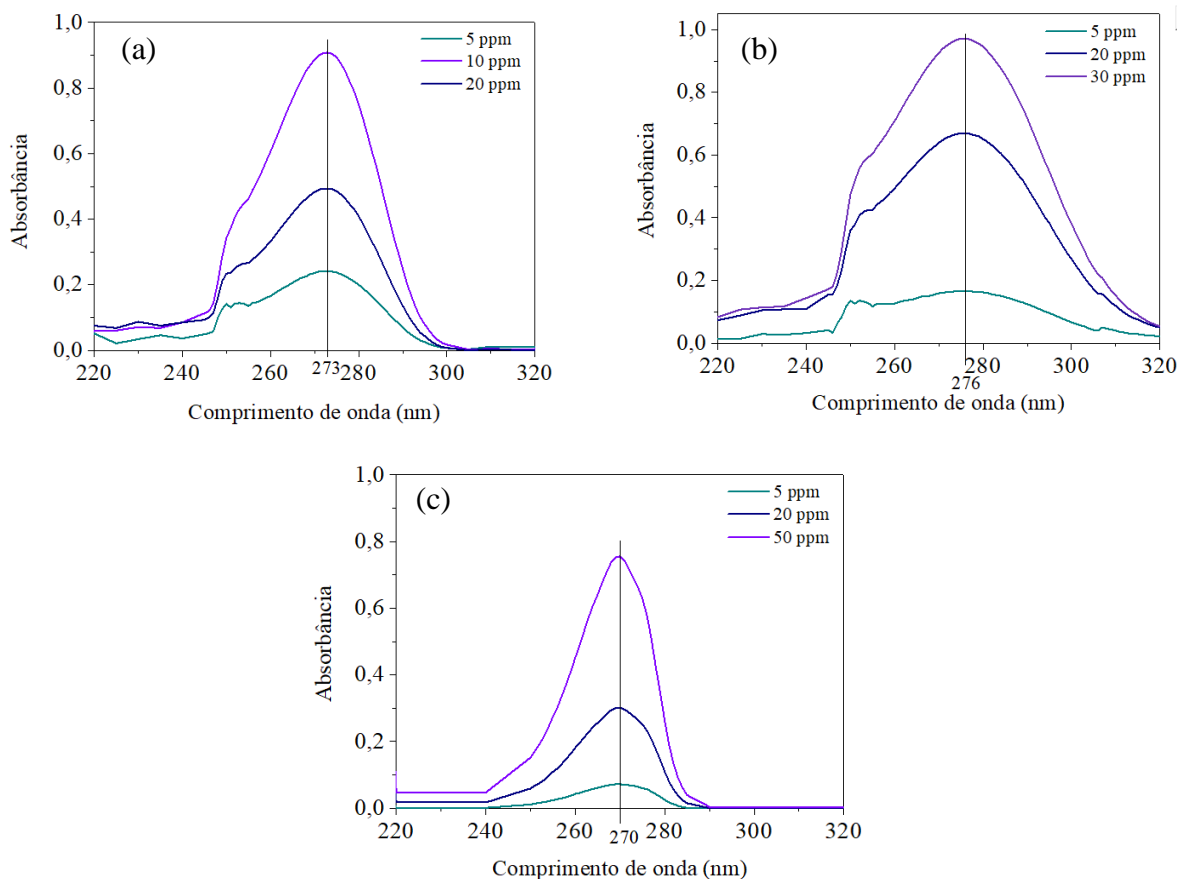 (a)
5 ppm
10 ppm
20 ppm
1,0
0,8
0,6
0,4
0,2
0,0
Absorbância
220 240 260 273 280 300 320
Comprimento de onda (nm)
(b)
5 ppm
20 ppm
30 ppm
1,0
0,8
0,6
0,4
0,2
0,0
Absorbância
220 240 260 280 300 320
276
Comprimento de onda (nm)
(c)
5 ppm
20 ppm
50 ppm
1,0
0,8
0,6
0,4
0,2
0,0
Absorbância
220 240 260 270 280 300 320
Comprimento de onda (nm)